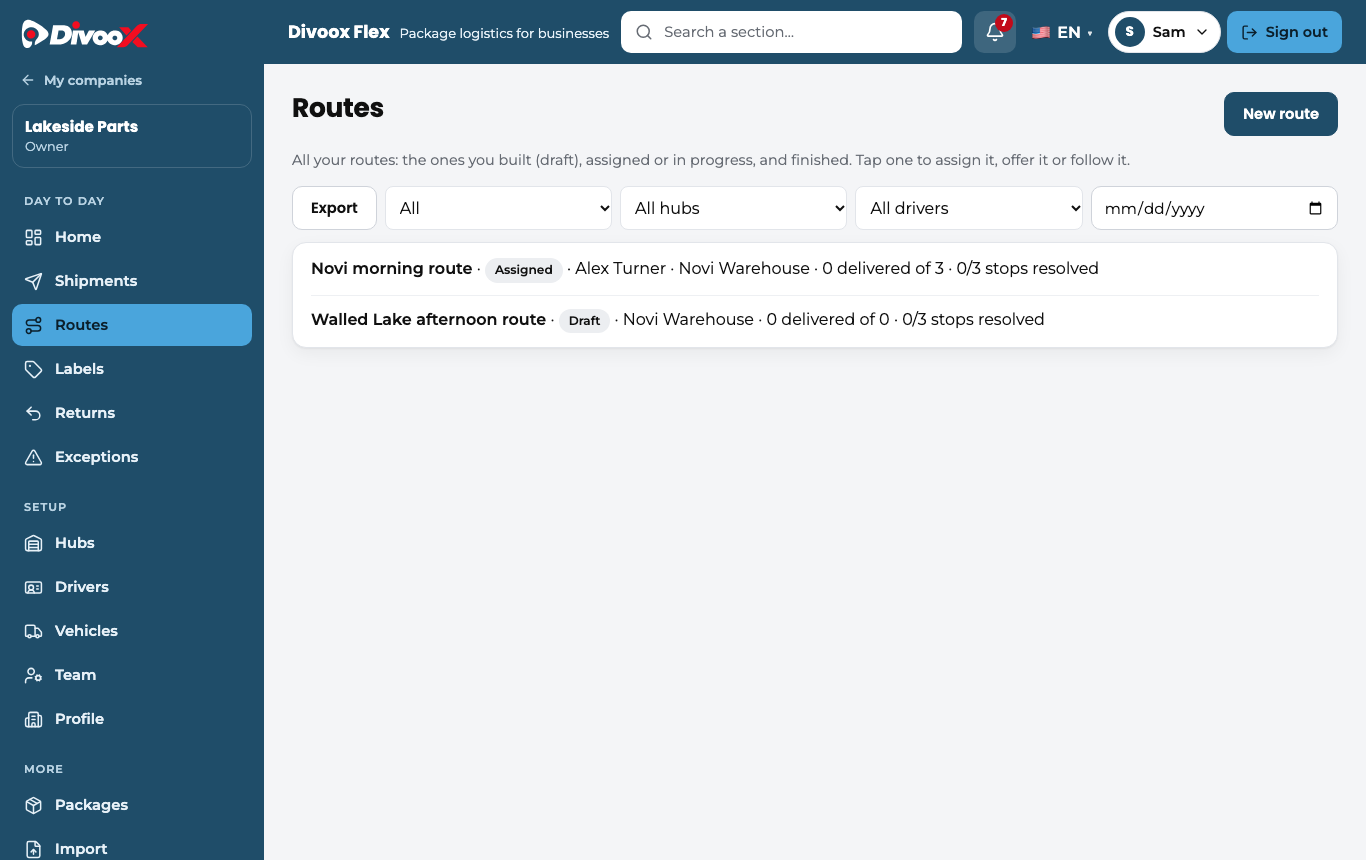 DivooX
Divoox Flex Package logistics for businesses
Search a section...
7
EN
S
Sam
Sign out
My companies
Lakeside Parts
Owner
DAY TO DAY
Home
Shipments
Routes
Labels
Returns
Exceptions
SETUP
Hubs
Drivers
Vehicles
Team
Profile
MORE
Packages
Import
Routes
New route
All your routes: the ones you built (draft), assigned or in progress, and finished. Tap one to assign it, offer it or follow it.
Export
All
All hubs
All drivers
mm/dd/yyyy
Novi morning route · Assigned · Alex Turner · Novi Warehouse · 0 delivered of 3 · 0/3 stops resolved
Walled Lake afternoon route · Draft · Novi Warehouse · 0 delivered of 0 · 0/3 stops resolved